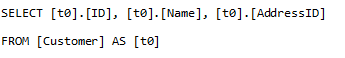 SELECT [t0].[ID], [t0].[Name], [t0].[AddressID]
FROM [Customer] AS [t0]